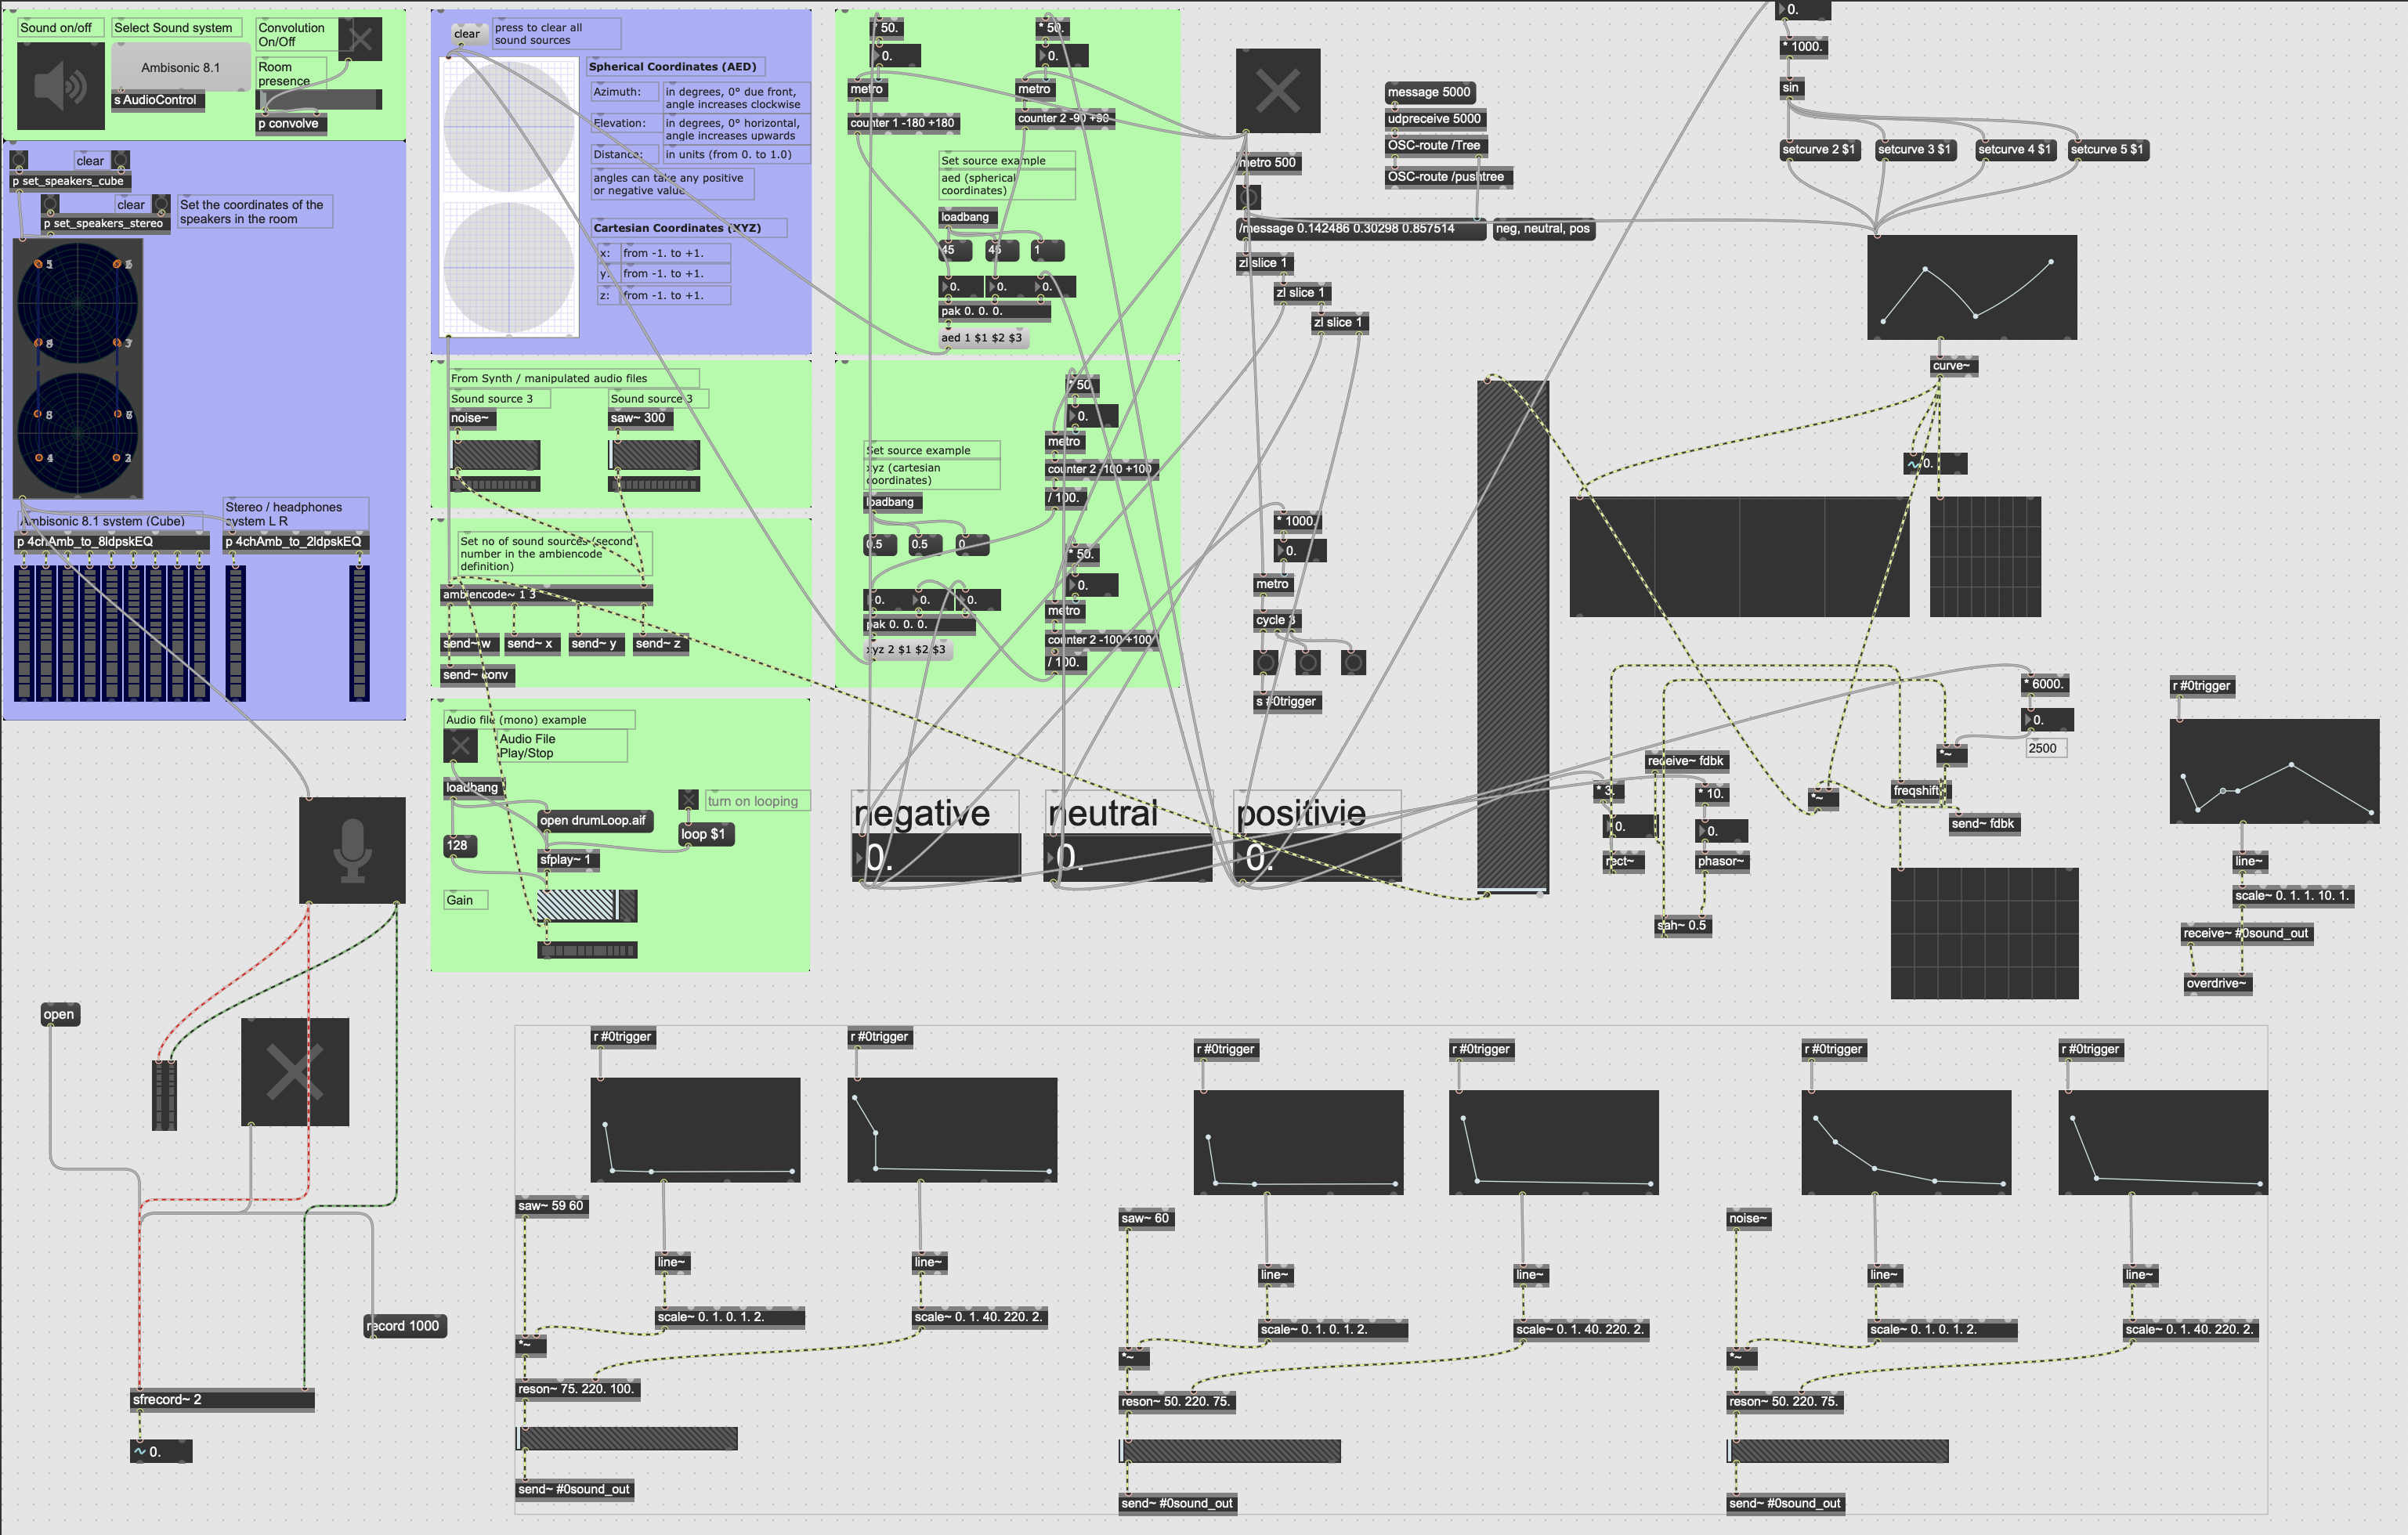 Sound on/off
Select Sound system
Ambisonic 8.1
s AudioControl
Convolution
On/Off
Room
presence
p convolve
clear
p set_speakers_cube
clear
p set_speakers_stereo
Set the coordinates of the
speakers in the room
Ambisonic 8.1 system (Cube)
p 4chAmb_to_8ldpskEQ
Stereo / headphones
system L R
p 4chAmb_to_2ldpskEQ
clear
press to clear all
sound sources
Spherical Coordinates (AED)
Azimuth:
in degrees, 0° due front,
angle increases clockwise
Elevation:
in degrees, 0° horizontal,
angle increases upwards
Distance:
in units (from 0. to 1.0)
angles can take any positive
or negative value
Cartesian Coordinates (XYZ)
x:
from -1. to +1.
y:
from -1. to +1.
z:
from -1. to +1.
From Synth / manipulated audio files
Sound source 3
noise~
Sound source 3
saw~ 300
Set no of sound sources (second
number in the ambiencode
definition)
ambiencode~ 1 3
send~ w
send~ x
send~ y
send~ z
send~ conv
Audio file (mono) example
Audio File
Play/Stop
loadbang
128
open drumLoop.aif
sfplay~ 1
turn on looping
loop $1
Gain
* 50.
0.
metro
counter 1 -180 +180
* 50.
0.
metro
counter 2 -90 +90
Set source example
aed (spherical
coordinates)
loadbang
45
45
1
0.
0.
0.
pak 0. 0. 0.
aed 1 $1 $2 $3
* 50.
0.
metro
counter 2 -100 +100
/ 100.
Set source example
xyz (cartesian
coordinates)
loadbang
0.5
0.5
0
* 50.
0.
metro
counter 2 -100 +100
/ 100.
0.
0.
0.
pak 0. 0. 0.
xyz 2 $1 $2 $3
metro 500
message 5000
udpreceive 5000
OSC-route /Tree
OSC-route /pushtree
/message 0.142486 0.30298 0.857514
neg, neutral, pos
zl slice 1
zl slice 1
zl slice 1
* 1000.
0.
metro
cycle 3
s #0trigger
negative
0.
neutral
0.
positivie
0.
0.
* 1000.
sin
setcurve 2 $1
setcurve 3 $1
setcurve 4 $1
setcurve 5 $1
curve~
0.
* 6000.
0.
2500
*~
receive~ fdbk
* 3.
0.
rect~
* 10.
0.
phasor~
sah~ 0.5
*~
freqshift~
send~ fdbk
r #0trigger
line~
scale~ 0. 1. 1. 10. 1.
receive~ #0sound_out
overdrive~
open
record 1000
sfrecord~ 2
0.
r #0trigger
r #0trigger
saw~ 59 60
line~
line~
scale~ 0. 1. 0. 1. 2.
scale~ 0. 1. 40. 220. 2.
*~
reson~ 75. 220. 100.
send~ #0sound_out
r #0trigger
r #0trigger
saw~ 60
line~
line~
scale~ 0. 1. 0. 1. 2.
scale~ 0. 1. 40. 220. 2.
*~
reson~ 50. 220. 75.
send~ #0sound_out
r #0trigger
r #0trigger
noise~
line~
line~
scale~ 0. 1. 0. 1. 2.
scale~ 0. 1. 40. 220. 2.
*~
reson~ 50. 220. 75.
send~ #0sound_out